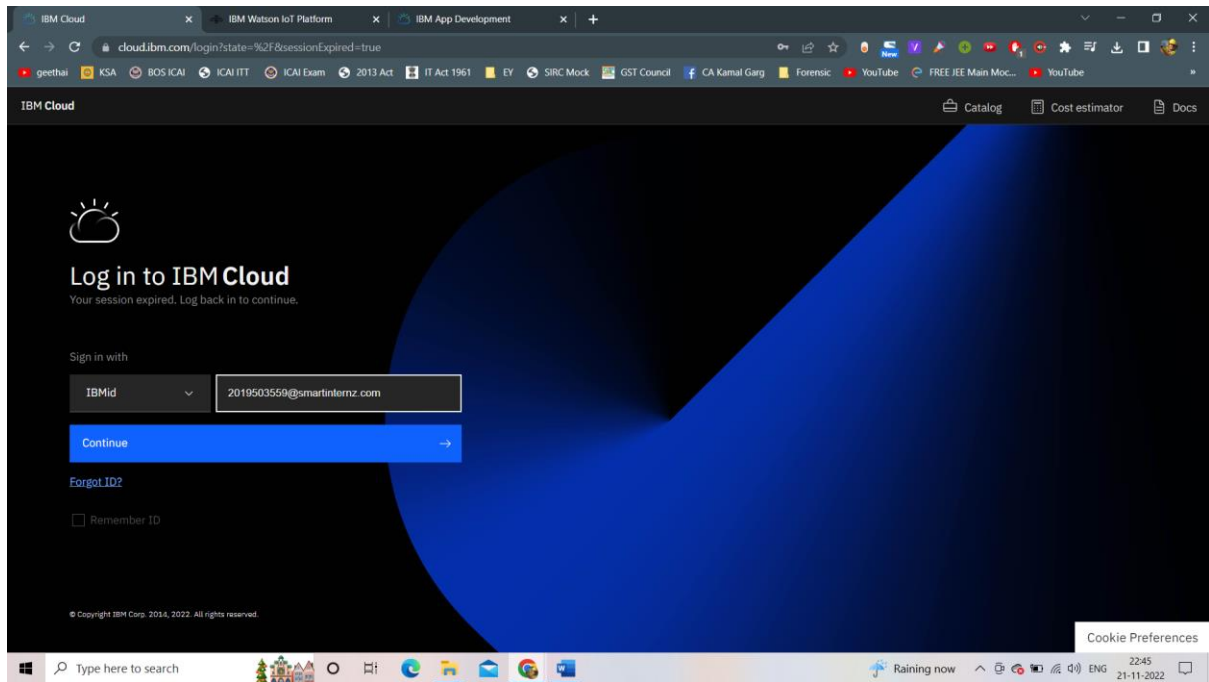 IBM Cloud IBM Watson IoT Platform IBM App Development
cloud.ibm.com/login?state=%2F&sessionExpired=true New 1
geethai KSA BOS ICAI ICAI ITT ICAI Exam 2013 Act IT Act 1961 EY SIRC Mock GST Council CA Kamal Garg Forensic YouTube FREE JEE Main Moc... YouTube »
IBM Cloud Catalog Cost estimator Docs
Log in to IBM Cloud
Your session expired. Log back in to continue.
Sign in with
IBMid 2019503559@smartinternz.com
Continue
Forgot ID?
Remember ID
© Copyright IBM Corp. 2014, 2022. All rights reserved.
Cookie Preferences
Type here to search Raining now ENG 22:45
21-11-2022